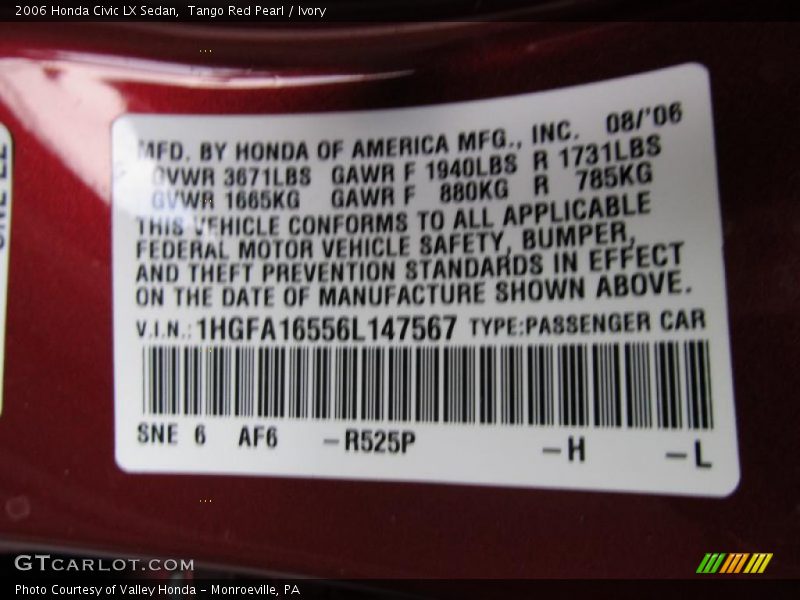 2006 Honda Civic LX Sedan, Tango Red Pearl / Ivory
MFD. BY HONDA OF AMERICA MFG., INC. 08/'06
GVWR 3671LBS GAWR F 1940LBS R 1731LBS
GVWR 1665KG GAWR F 880KG R 785KG
THIS VEHICLE CONFORMS TO ALL APPLICABLE
FEDERAL MOTOR VEHICLE SAFETY, BUMPER,
AND THEFT PREVENTION STANDARDS IN EFFECT
ON THE DATE OF MANUFACTURE SHOWN ABOVE.
V.I.N.: 1HGFA16556L147567 TYPE:PASSENGER CAR
SNE 6 AF6 -R525P -H -L
GTCARLOT.COM
Photo Courtesy of Valley Honda - Monroeville, PA